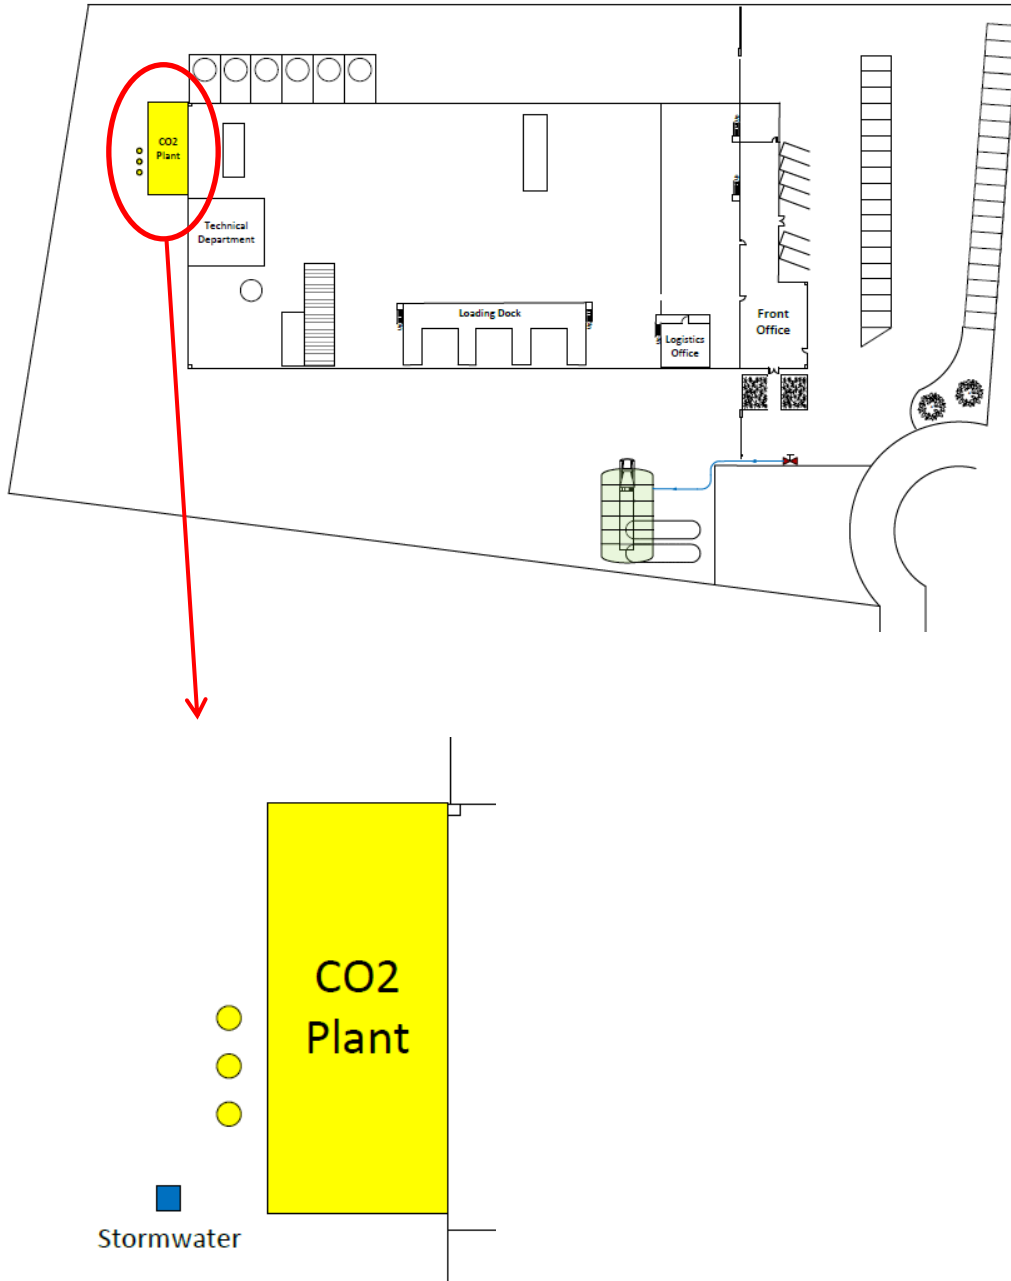 CO2
Plant
Technical
Department
Loading Dock
Logistics
Office
Front
Office
CO2
Plant
Stormwater